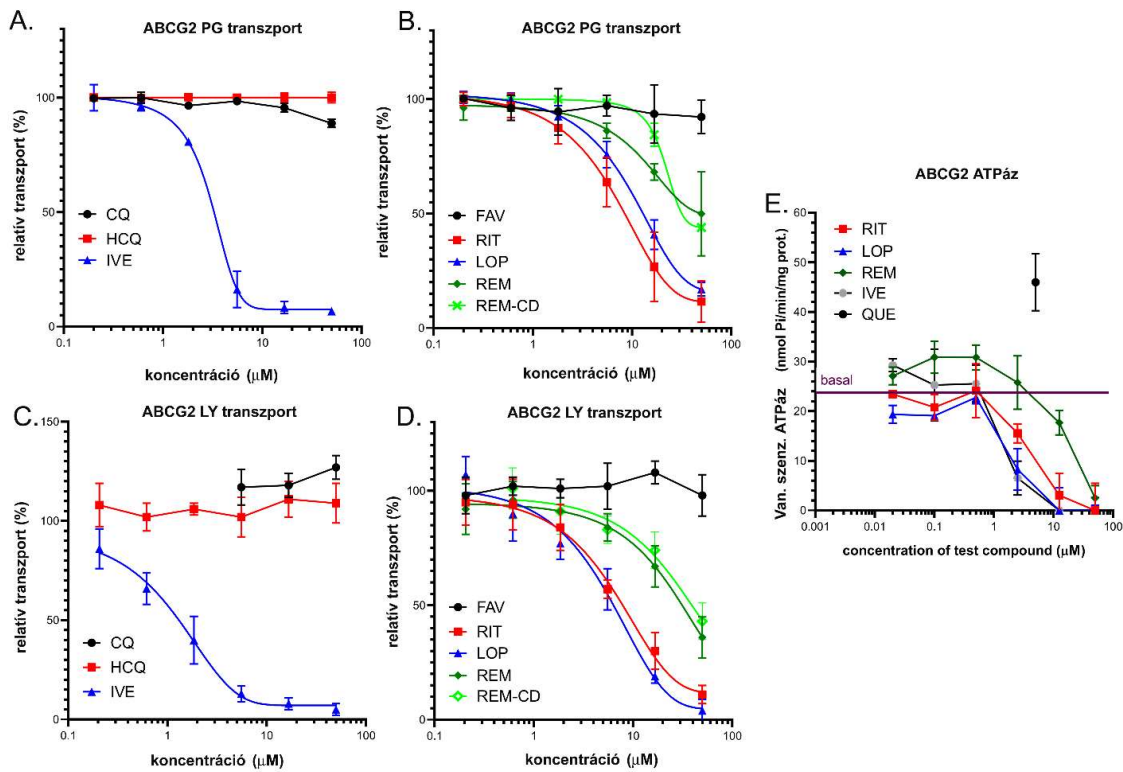 A.
ABCG2 PG transzport
relativ transzport (%)
100
50
0
CQ
HCQ
IVE
0.1
1
10
100
koncentráció (μM)
B.
ABCG2 PG transzport
relativ transzport (%)
100
50
0
FAV
RIT
LOP
REM
REM-CD
0.1
1
10
100
koncentráció (μM)
C.
ABCG2 LY transzport
relativ transzport (%)
150
100
50
0
CQ
HCQ
IVE
0.1
1
10
100
koncentráció (μM)
D.
ABCG2 LY transzport
relativ transzport (%)
100
50
0
FAV
RIT
LOP
REM
REM-CD
0.1
1
10
100
koncentráció (μM)
ABCG2 ATPáz
E.
Van. szenz. ATPáz (nmol Pi/min/mg prot.)
60
50
40
30
20
10
0
RIT
LOP
REM
IVE
QUE
basal
0.001
0.01
0.1
1
10
100
concentration of test compound (μM)